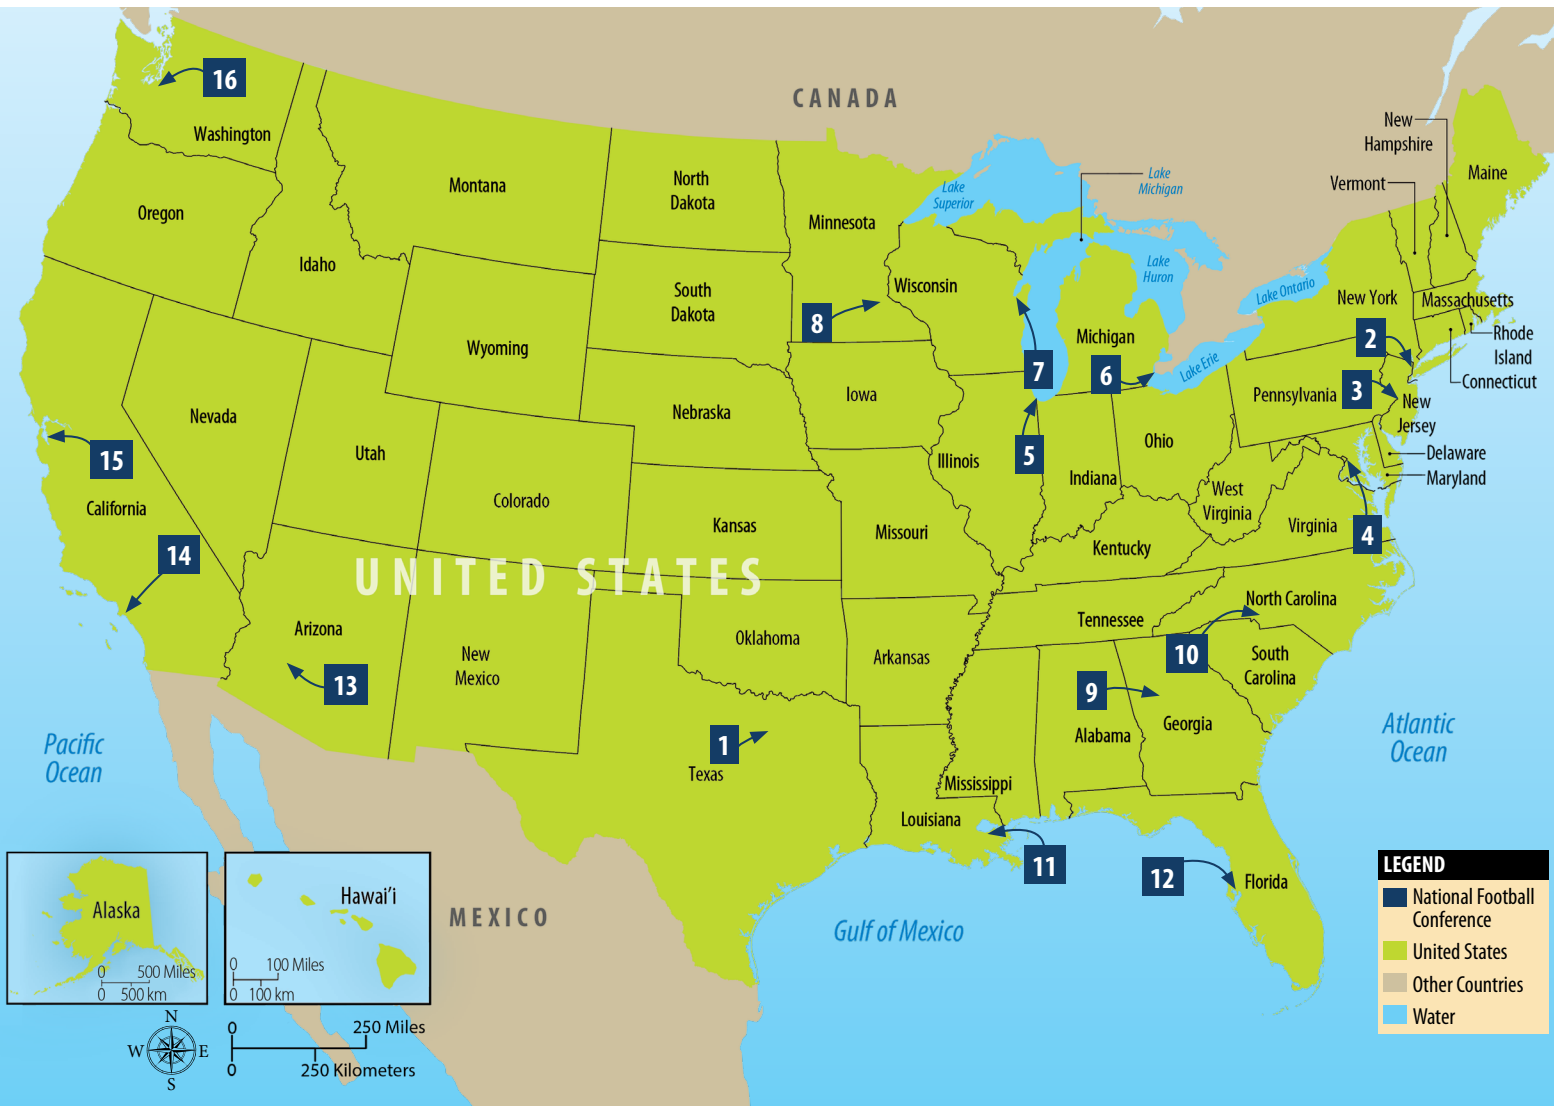 CANADA
16
Washington
Montana
North
Dakota
Minnesota
Lake
Superior
Lake
Michigan
New
Hampshire
Vermont
Maine
Oregon
Idaho
South
Dakota
Wisconsin
Lake
Huron
Lake Ontario
New York
Massachusetts
8
Wyoming
Michigan
2
Rhode
Island
7
6
Lake Erie
Connecticut
Nevada
Nebraska
Iowa
Pennsylvania
3
New
Jersey
15
Utah
Illinois
5
Ohio
Delaware
California
Colorado
Indiana
West
Virginia
Maryland
14
Kansas
Missouri
Kentucky
Virginia
4
UNITED STATES
Arizona
New
Mexico
Oklahoma
Arkansas
Tennessee
North Carolina
13
10
South
Carolina
9
Georgia
Alabama
Pacific
Ocean
1
Texas
Mississippi
Louisiana
11
Atlantic
Ocean
12
Florida
Alaska
0 500 Miles
0 500 km
Hawai'i
0 100 Miles
0 100 km
MEXICO
Gulf of Mexico
N
W E
S
0 250 Miles
0 250 Kilometers
LEGEND
National Football
Conference
United States
Other Countries
Water